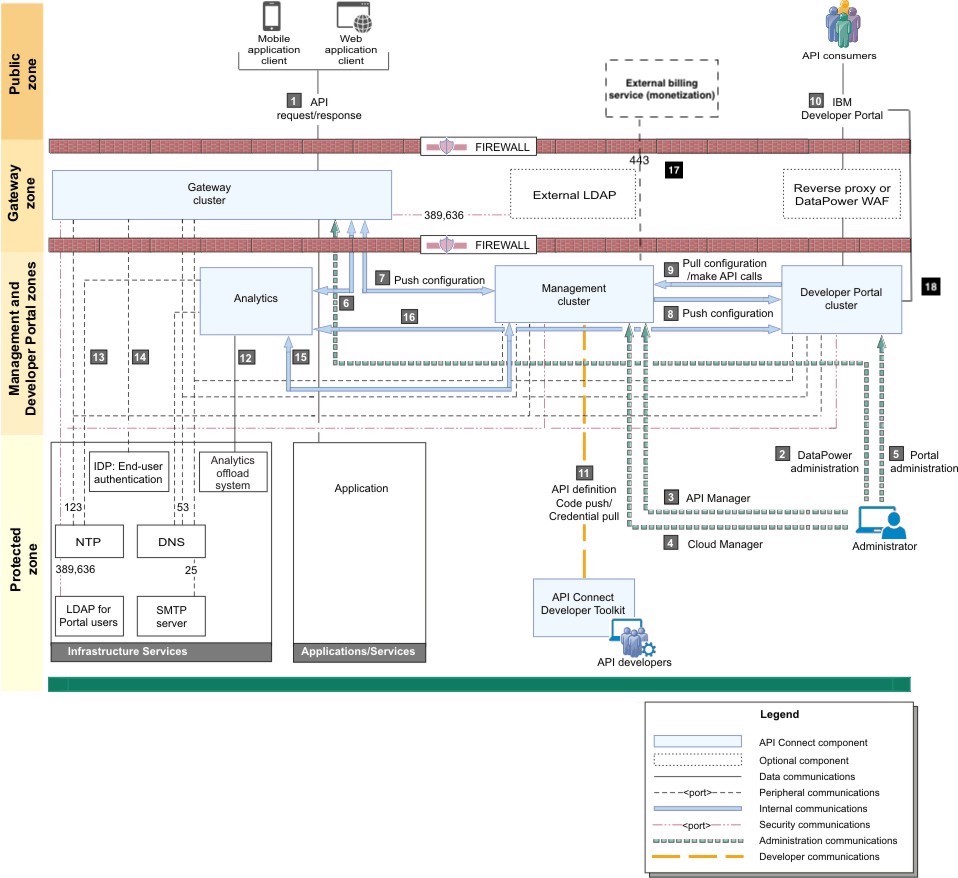 Public
zone
Mobile
application
client
Web
application
client
API consumers
External billing
service (monetization)
1 API
request/response
10 IBM
Developer Portal
FIREWALL
443
17
Gateway
zone
Gateway
cluster
389,636
External LDAP
Reverse proxy or
DataPower WAF
FIREWALL
Management and
Developer Portal zones
Analytics
6
7 Push configuration
16
Management
cluster
9 Pull configuration
/make API calls
8 Push configuration
Developer Portal
cluster
18
13
14
12
15
Protected
zone
IDP: End-user
authentication
Analytics
offload
system
123
53
NTP
DNS
389,636
25
LDAP for
Portal users
SMTP
server
Infrastructure Services
Application
Applications/Services
11
API definition
Code push/
Credential pull
2 DataPower
administration
5 Portal
administration
3 API Manager
4 Cloud Manager
Administrator
API Connect
Developer Toolkit
API developers
Legend
API Connect component
Optional component
Data communications
<port> Peripheral communications
Internal communications
<port> Security communications
Administration communications
Developer communications